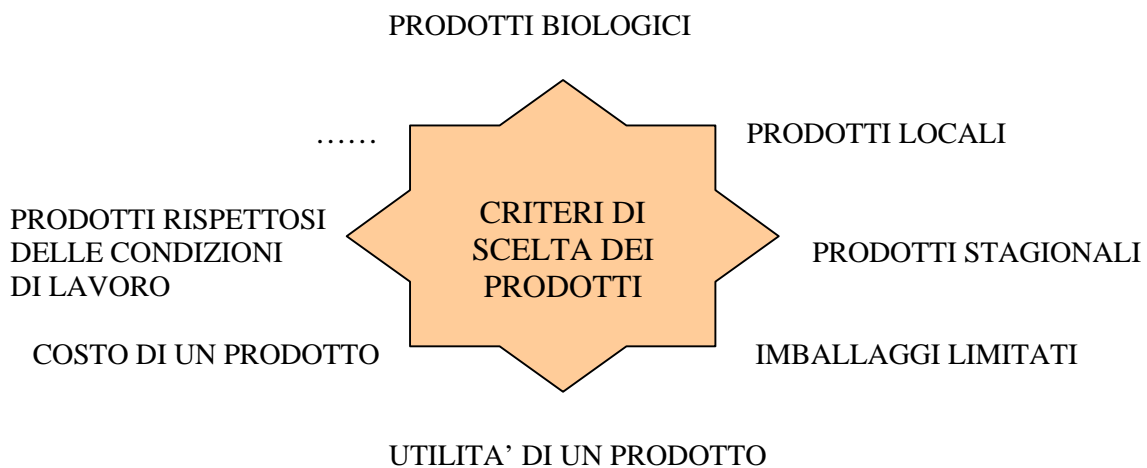 PRODOTTI BIOLOGICI
……
PRODOTTI LOCALI
PRODOTTI RISPETTOSI
DELLE CONDIZIONI
DI LAVORO
CRITERI DI
SCELTA DEI
PRODOTTI
PRODOTTI STAGIONALI
COSTO DI UN PRODOTTO
IMBALLAGGI LIMITATI
UTILITA’ DI UN PRODOTTO